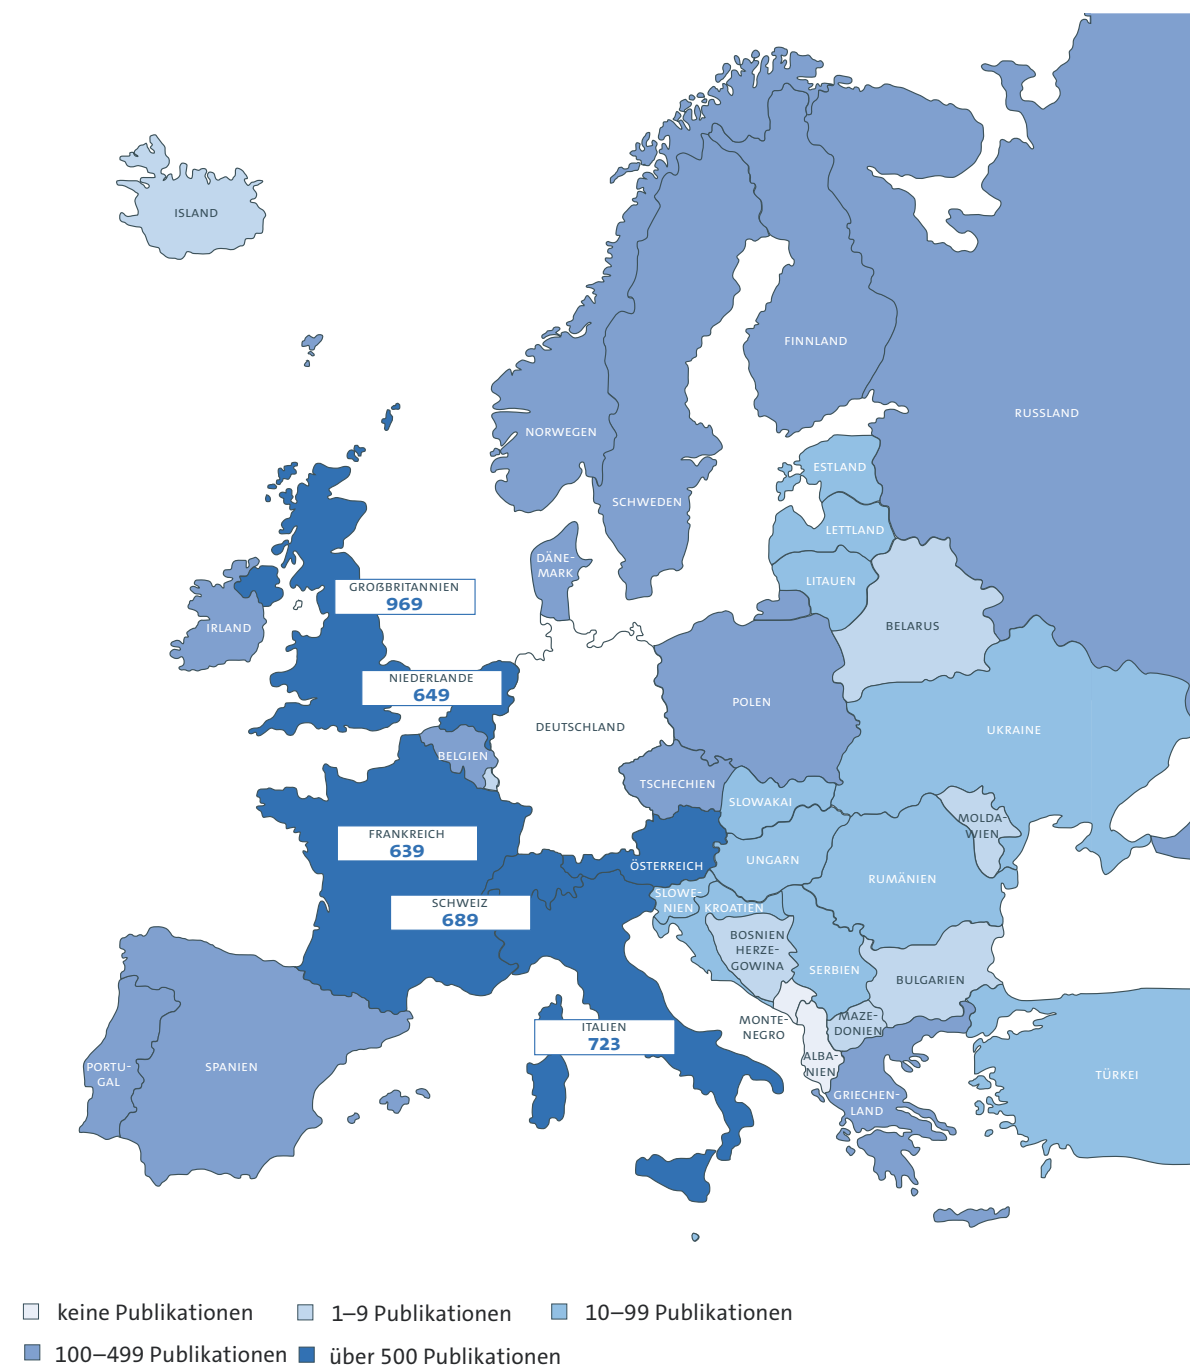 ISLAND
FINNLAND
RUSSLAND
NORWEGEN
ESTLAND
SCHWEDEN
LETTLAND
DÄNE-
MARK
LITAUEN
GROßBRITANNIEN
969
IRLAND
BELARUS
NIEDERLANDE
649
POLEN
DEUTSCHLAND
UKRAINE
BELGIEN
TSCHECHIEN
SLOWAKAI
MOLDA-
WIEN
FRANKREICH
639
ÖSTERREICH
UNGARN
RUMÄNIEN
SLOWE-
NIEN
KROATIEN
SCHWEIZ
689
BOSNIEN
HERZE-
GOWINA
SERBIEN
BULGARIEN
MONTE-
NEGRO
MAZE-
DONIEN
ITALIEN
723
ALBA-
NIEN
PORTU-
GAL
SPANIEN
TÜRKEI
GRIECHEN-
LAND
keine Publikationen
1–9 Publikationen
10–99 Publikationen
100–499 Publikationen
über 500 Publikationen